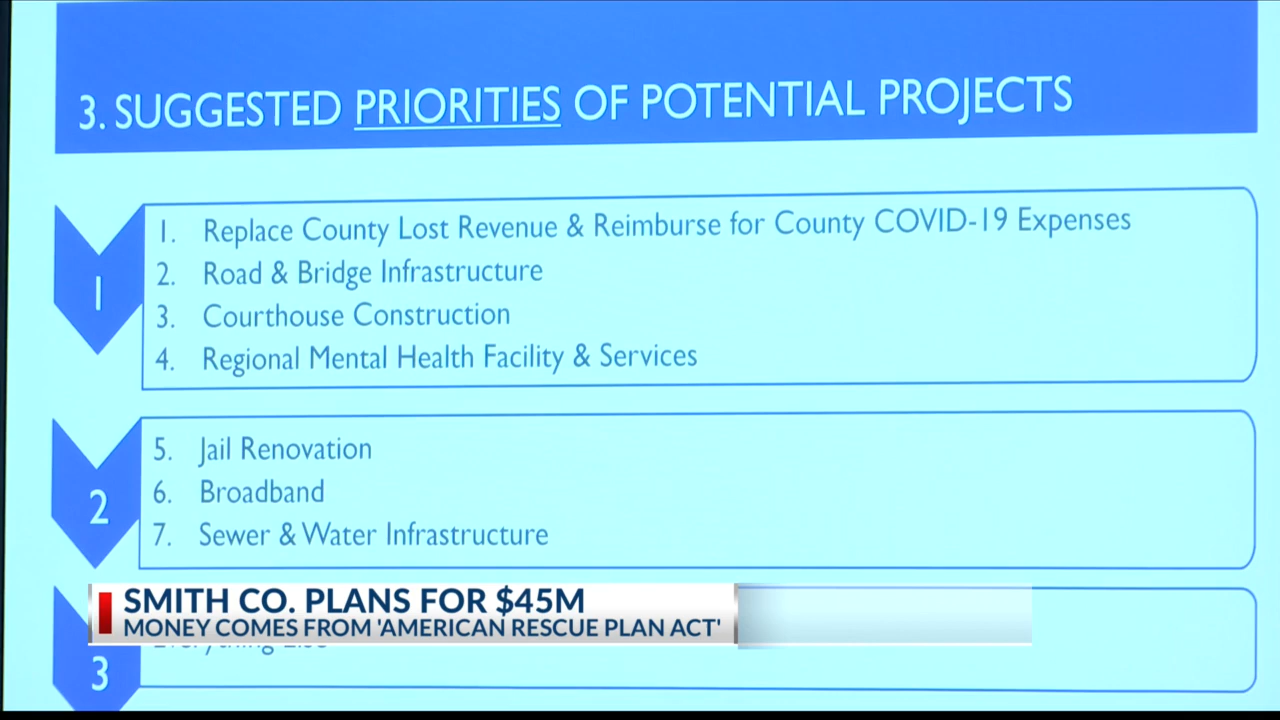 3. SUGGESTED PRIORITIES OF POTENTIAL PROJECTS
1
1. Replace County Lost Revenue & Reimburse for County COVID-19 Expenses
2. Road & Bridge Infrastructure
3. Courthouse Construction
4. Regional Mental Health Facility & Services
2
5. Jail Renovation
6. Broadband
7. Sewer & Water Infrastructure
3
SMITH CO. PLANS FOR $45M
MONEY COMES FROM 'AMERICAN RESCUE PLAN ACT'